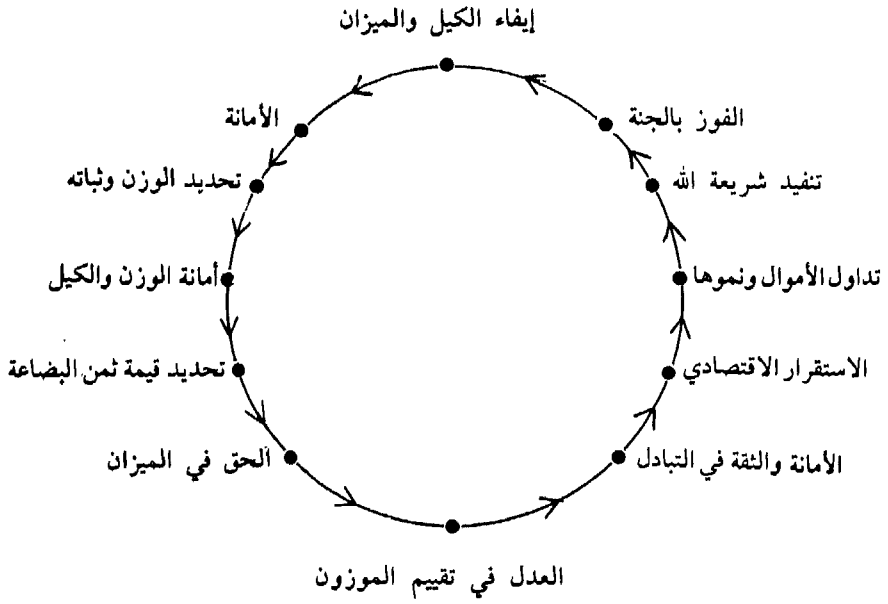 إيفاء الكيل والميزان
الفوز بالجنة
الأمانة
تنفيد شريعة الله
تحديد الوزن وثباته
تداول الأموال ونموها
أمانة الوزن والكيل
الاستقرار الاقتصادي
تحديد قيمة ثمن البضاعة
الأمانة والثقة في التبادل
الحق في الميزان
العدل في تقييم الموزون